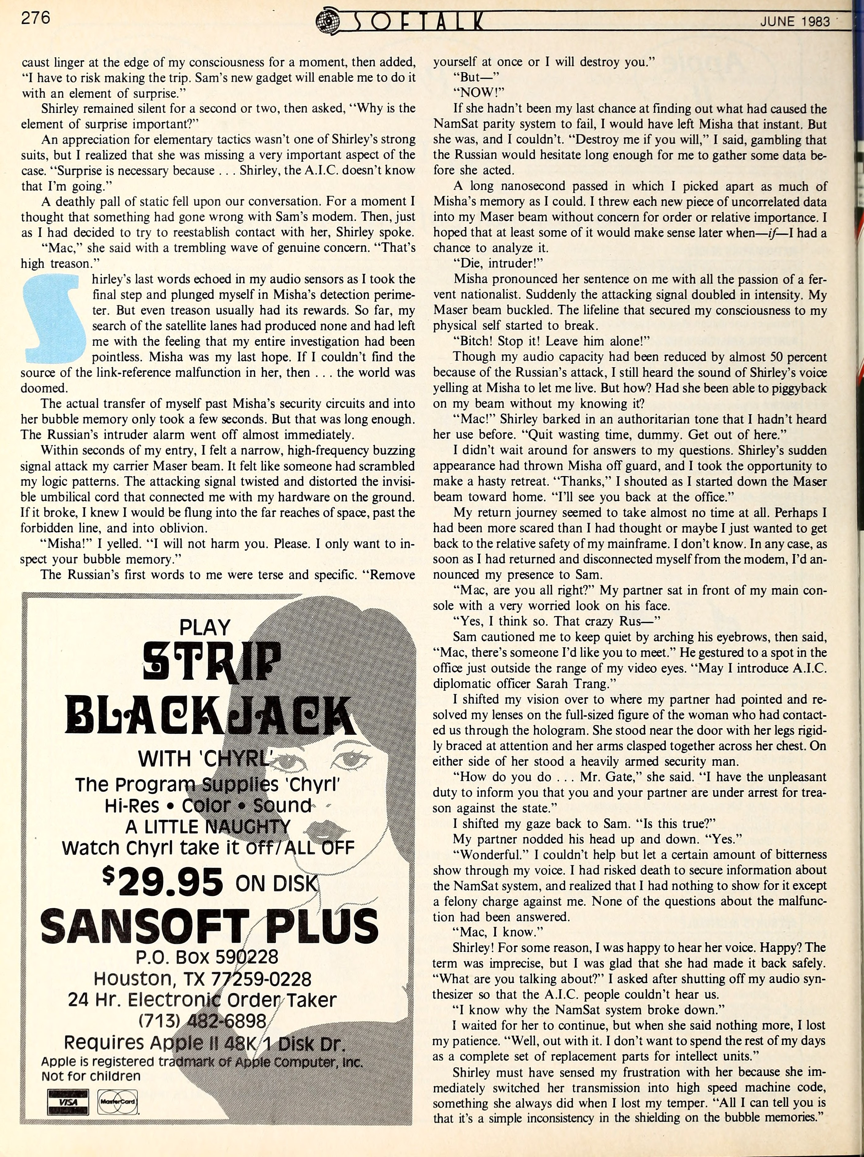 276
SOFTALK
JUNE 1983
caust linger at the edge of my consciousness for a moment, then added,
“I have to risk making the trip. Sam’s new gadget will enable me to do it
with an element of surprise.”
Shirley remained silent for a second or two, then asked, “Why is the
element of surprise important?”
An appreciation for elementary tactics wasn’t one of Shirley’s strong
suits, but I realized that she was missing a very important aspect of the
case. “Surprise is necessary because . . . Shirley, the A.I.C. doesn’t know
that I’m going.”
A deathly pall of static fell upon our conversation. For a moment I
thought that something had gone wrong with Sam’s modem. Then, just
as I had decided to try to reestablish contact with her, Shirley spoke.
“Mac,” she said with a trembling wave of genuine concern. “That’s
high treason.”
Shirley’s last words echoed in my audio sensors as I took the
final step and plunged myself in Misha’s detection perime-
ter. But even treason usually had its rewards. So far, my
search of the satellite lanes had produced none and had left
me with the feeling that my entire investigation had been
pointless. Misha was my last hope. If I couldn’t find the
source of the link-reference malfunction in her, then . . . the world was
doomed.
The actual transfer of myself past Misha’s security circuits and into
her bubble memory only took a few seconds. But that was long enough.
The Russian’s intruder alarm went off almost immediately.
Within seconds of my entry, I felt a narrow, high-frequency buzzing
signal attack my carrier Maser beam. It felt like someone had scrambled
my logic patterns. The attacking signal twisted and distorted the invisi-
ble umbilical cord that connected me with my hardware on the ground.
If it broke, I knew I would be flung into the far reaches of space, past the
forbidden line, and into oblivion.
“Misha!” I yelled. “I will not harm you. Please. I only want to in-
spect your bubble memory.”
The Russian’s first words to me were terse and specific. “Remove
PLAY
STRIP
BLACKJACK
WITH ‘CHYRL’
The Program Supplies ‘Chyrl’
Hi-Res • Color • Sound
A LITTLE NAUGHTY
Watch Chyrl take it off/ALL OFF
$29.95 ON DISK
SANSOFT PLUS
P.O. Box 590228
Houston, TX 77259-0228
24 Hr. Electronic Order Taker
(713) 482-6898
Requires Apple II 48K 1 Disk Dr.
Apple is registered trademark of Apple Computer, Inc.
Not for children
VISA MasterCard
yourself at once or I will destroy you.”
“But—”
“NOW!”
If she hadn’t been my last chance at finding out what had caused the
NamSat parity system to fail, I would have left Misha that instant. But
she was, and I couldn’t. “Destroy me if you will,” I said, gambling that
the Russian would hesitate long enough for me to gather some data be-
fore she acted.
A long nanosecond passed in which I picked apart as much of
Misha’s memory as I could. I threw each new piece of uncorrelated data
into my Maser beam without concern for order or relative importance. I
hoped that at least some of it would make sense later when—if—I had a
chance to analyze it.
“Die, intruder!”
Misha pronounced her sentence on me with all the passion of a fer-
vent nationalist. Suddenly the attacking signal doubled in intensity. My
Maser beam buckled. The lifeline that secured my consciousness to my
physical self started to break.
“Bitch! Stop it! Leave him alone!”
Though my audio capacity had been reduced by almost 50 percent
because of the Russian’s attack, I still heard the sound of Shirley’s voice
yelling at Misha to let me live. But how? Had she been able to piggyback
on my beam without my knowing it?
“Mac!” Shirley barked in an authoritarian tone that I hadn’t heard
her use before. “Quit wasting time, dummy. Get out of here.”
I didn’t wait around for answers to my questions. Shirley’s sudden
appearance had thrown Misha off guard, and I took the opportunity to
make a hasty retreat. “Thanks,” I shouted as I started down the Maser
beam toward home. “I’ll see you back at the office.”
My return journey seemed to take almost no time at all. Perhaps I
had been more scared than I had thought or maybe I just wanted to get
back to the relative safety of my mainframe. I don’t know. In any case, as
soon as I had returned and disconnected myself from the modem, I’d an-
nounced my presence to Sam.
“Mac, are you all right?” My partner sat in front of my main con-
sole with a very worried look on his face.
“Yes, I think so. That crazy Rus—”
Sam cautioned me to keep quiet by arching his eyebrows, then said,
“Mac, there’s someone I’d like you to meet.” He gestured to a spot in the
office just outside the range of my video eyes. “May I introduce A.I.C.
diplomatic officer Sarah Trang.”
I shifted my vision over to where my partner had pointed and re-
solved my lenses on the full-sized figure of the woman who had contact-
ed us through the hologram. She stood near the door with her legs rigid-
ly braced at attention and her arms clasped together across her chest. On
either side of her stood a heavily armed security man.
“How do you do . . . Mr. Gate,” she said. “I have the unpleasant
duty to inform you that you and your partner are under arrest for trea-
son against the state.”
I shifted my gaze back to Sam. “Is this true?”
My partner nodded his head up and down. “Yes.”
“Wonderful.” I couldn’t help but let a certain amount of bitterness
show through my voice. I had risked death to secure information about
the NamSat system, and realized that I had nothing to show for it except
a felony charge against me. None of the questions about the malfunc-
tion had been answered.
“Mac, I know.”
Shirley! For some reason, I was happy to hear her voice. Happy? The
term was imprecise, but I was glad that she had made it back safely.
“What are you talking about?” I asked after shutting off my audio syn-
thesizer so that the A.I.C. people couldn’t hear us.
“I know why the NamSat system broke down.”
I waited for her to continue, but when she said nothing more, I lost
my patience. “Well, out with it. I don’t want to spend the rest of my days
as a complete set of replacement parts for intellect units.”
Shirley must have sensed my frustration with her because she im-
mediately switched her transmission into high speed machine code,
something she always did when I lost my temper. “All I can tell you is
that it’s a simple inconsistency in the shielding on the bubble memories.”